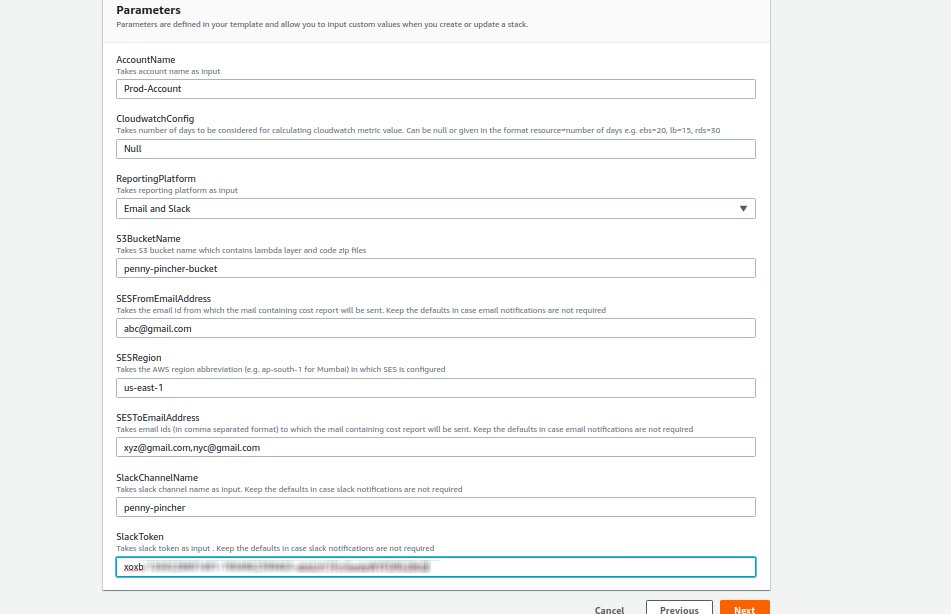 Parameters
Parameters are defined in your template and allow you to input custom values when you create or update a stack.
AccountName
Takes account name as input
Prod-Account
CloudwatchConfig
Takes number of days to be considered for calculating cloudwatch metric value. Can be null or given in the format resource=number of days e.g. ebs=20, lb=15, rds=30
Null
ReportingPlatform
Takes reporting platform as input
Email and Slack
S3BucketName
Takes S3 bucket name which contains lambda layer and code zip files
penny-pincher-bucket
SESFromEmailAddress
Takes the email id from which the mail containing cost report will be sent. Keep the defaults in case email notifications are not required
abc@gmail.com
SESRegion
Takes the AWS region abbreviation (e.g. ap-south-1 for Mumbai) in which SES is configured
us-east-1
SESToEmailAddress
Takes email ids (in comma separated format) to which the mail containing cost report will be sent. Keep the defaults in case email notifications are not required
xyz@gmail.com,nyc@gmail.com
SlackChannelName
Takes slack channel name as input. Keep the defaults in case slack notifications are not required
penny-pincher
SlackToken
Takes slack token as input . Keep the defaults in case slack notifications are not required
xoxb
Cancel Previous Next